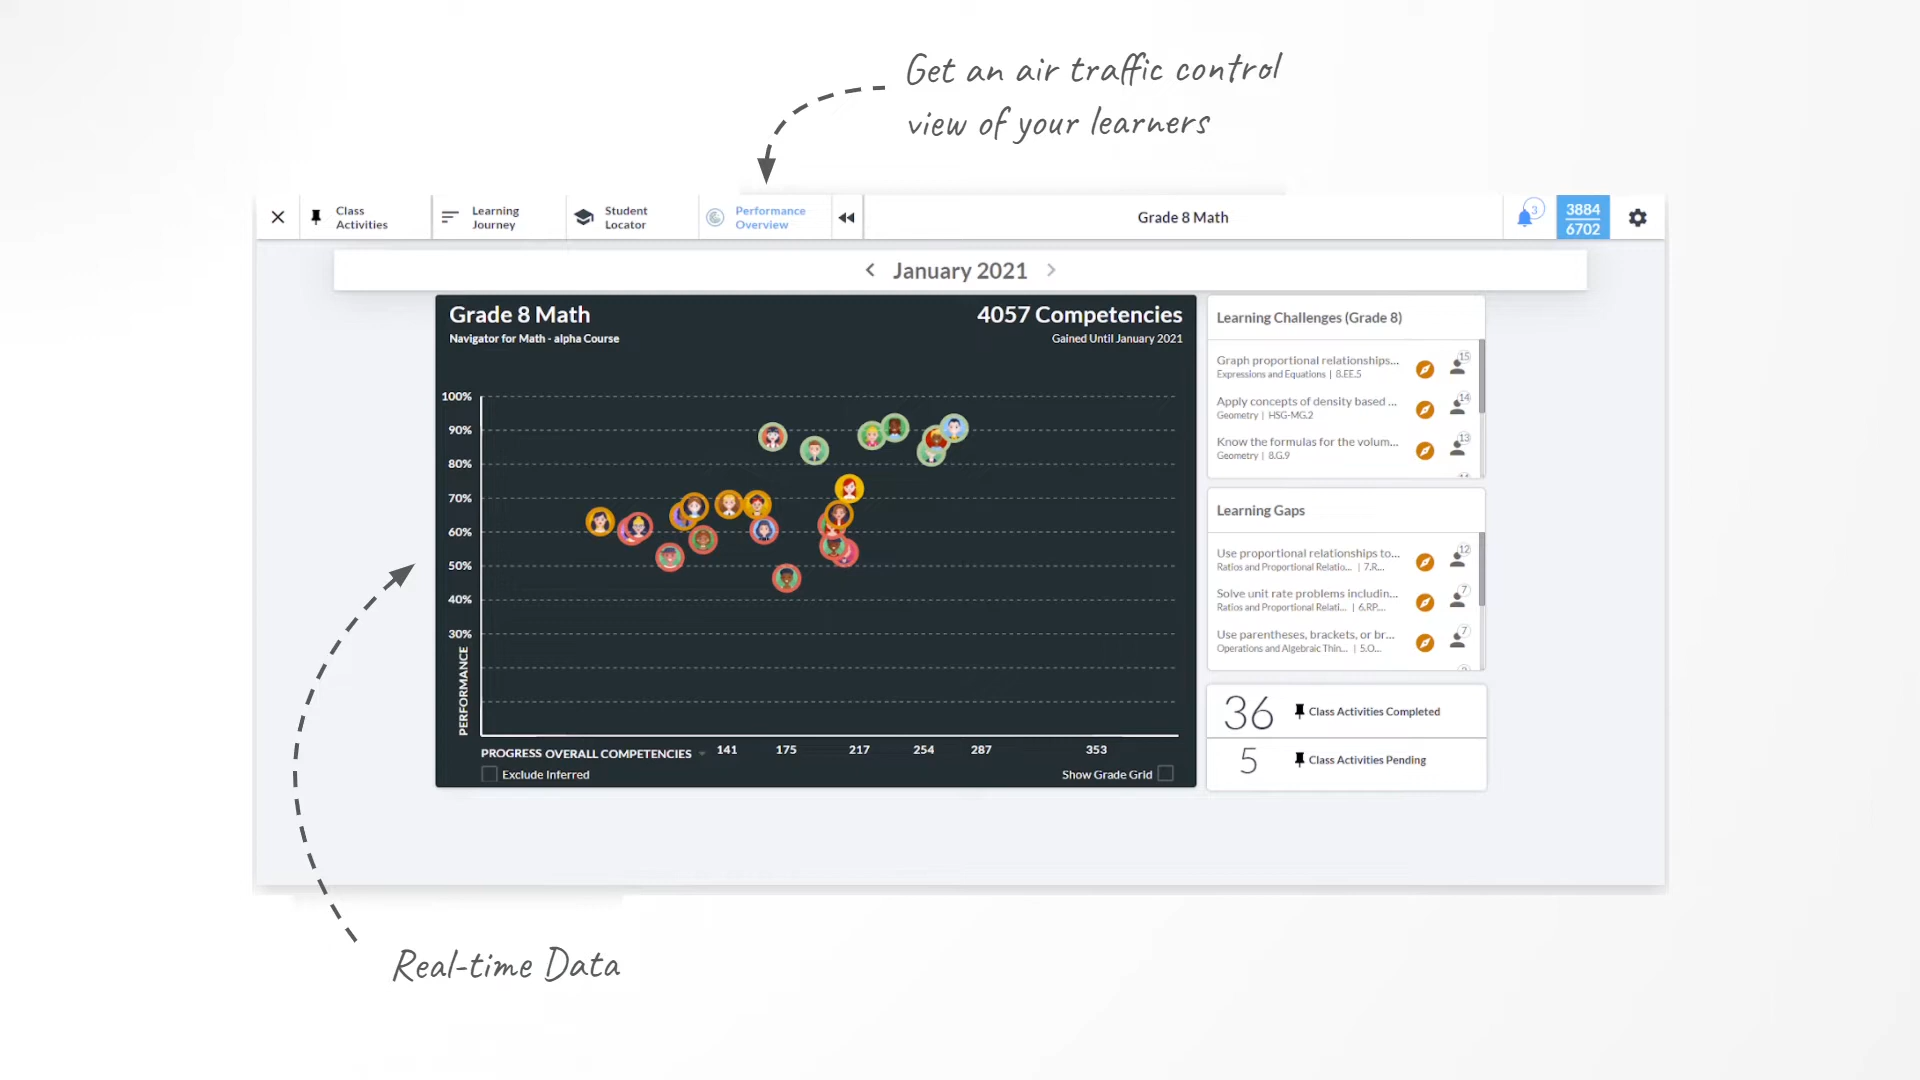 Get an air traffic control
view of your learners
Class
Activities
Learning
Journey
Student
Locator
Performance
Overview
Grade 8 Math
3
3884
6702
January 2021
Grade 8 Math
4057 Competencies
Navigator for Math - alpha Course
Gained Until January 2021
100%
90%
80%
70%
60%
50%
40%
30%
PERFORMANCE
PROGRESS OVERALL COMPETENCIES
141
175
217
254
287
353
Exclude Inferred
Show Grade Grid
Learning Challenges (Grade 8)
Graph proportional relationships...
Expressions and Equations | 8.EE.5
15
Apply concepts of density based ...
Geometry | HSG-MG.2
14
Know the formulas for the volum...
Geometry | 8.G.9
13
Learning Gaps
Use proportional relationships to...
Ratios and Proportional Relatio... | 7.R...
12
Solve unit rate problems includin...
Ratios and Proportional Relati... | 6.RP....
7
Use parentheses, brackets, or br...
Operations and Algebraic Thin... | 5.O...
7
36 Class Activities Completed
5 Class Activities Pending
Real-time Data